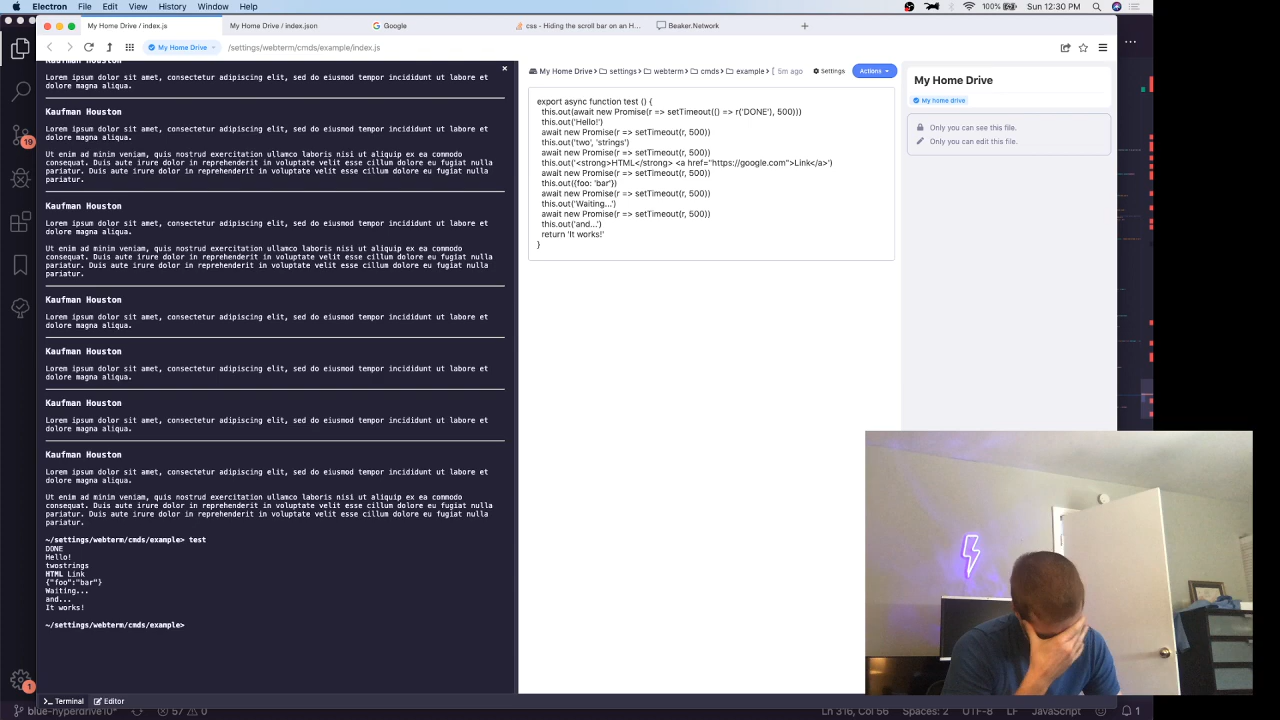 Electron File Edit View History Window Help
100% Sun 12:30 PM
My Home Drive / index.js
My Home Drive / index.json
Google
css - Hiding the scroll bar on an H...
Beaker.Network
My Home Drive
/settings/webterm/cmds/example/index.js
Kaufman Houston
Lorem ipsum dolor sit amet, consectetur adipiscing elit, sed do eiusmod tempor incididunt ut labore et
dolore magna aliqua.
Kaufman Houston
Lorem ipsum dolor sit amet, consectetur adipiscing elit, sed do eiusmod tempor incididunt ut labore et
dolore magna aliqua.
Ut enim ad minim veniam, quis nostrud exercitation ullamco laboris nisi ut aliquip ex ea commodo
consequat. Duis aute irure dolor in reprehenderit in voluptate velit esse cillum dolore eu fugiat nulla
pariatur. Duis aute irure dolor in reprehenderit in voluptate velit esse cillum dolore eu fugiat nulla
pariatur.
Kaufman Houston
Lorem ipsum dolor sit amet, consectetur adipiscing elit, sed do eiusmod tempor incididunt ut labore et
dolore magna aliqua.
Ut enim ad minim veniam, quis nostrud exercitation ullamco laboris nisi ut aliquip ex ea commodo
consequat. Duis aute irure dolor in reprehenderit in voluptate velit esse cillum dolore eu fugiat nulla
pariatur. Duis aute irure dolor in reprehenderit in voluptate velit esse cillum dolore eu fugiat nulla
pariatur.
Kaufman Houston
Lorem ipsum dolor sit amet, consectetur adipiscing elit, sed do eiusmod tempor incididunt ut labore et
dolore magna aliqua.
Kaufman Houston
Lorem ipsum dolor sit amet, consectetur adipiscing elit, sed do eiusmod tempor incididunt ut labore et
dolore magna aliqua.
Kaufman Houston
Lorem ipsum dolor sit amet, consectetur adipiscing elit, sed do eiusmod tempor incididunt ut labore et
dolore magna aliqua.
Kaufman Houston
Lorem ipsum dolor sit amet, consectetur adipiscing elit, sed do eiusmod tempor incididunt ut labore et
dolore magna aliqua.
Ut enim ad minim veniam, quis nostrud exercitation ullamco laboris nisi ut aliquip ex ea commodo
consequat. Duis aute irure dolor in reprehenderit in voluptate velit esse cillum dolore eu fugiat nulla
pariatur. Duis aute irure dolor in reprehenderit in voluptate velit esse cillum dolore eu fugiat nulla
pariatur.
~/settings/webterm/cmds/example> test
DONE
Hello!
twostrings
HTML Link
{"foo":"bar"}
Waiting...
and...
It works!
~/settings/webterm/cmds/example>
Terminal Editor
My Home Drive settings webterm cmds example 5m ago Settings Actions
export async function test () {
this.out(await new Promise(r => setTimeout(() => r('DONE'), 500)))
this.out('Hello!')
await new Promise(r => setTimeout(r, 500))
this.out('two', 'strings')
await new Promise(r => setTimeout(r, 500))
this.out('<strong>HTML</strong> <a href="https://google.com">Link</a>')
await new Promise(r => setTimeout(r, 500))
this.out({foo: 'bar'})
await new Promise(r => setTimeout(r, 500))
this.out('Waiting...')
await new Promise(r => setTimeout(r, 500))
this.out('and...')
return 'It works!'
}
My Home Drive
My home drive
Only you can see this file.
Only you can edit this file.
19
1
blue-hyperdrive10* 57 0
Ln 316, Col 56 Spaces: 2 UTF-8 LF JavaScript 1